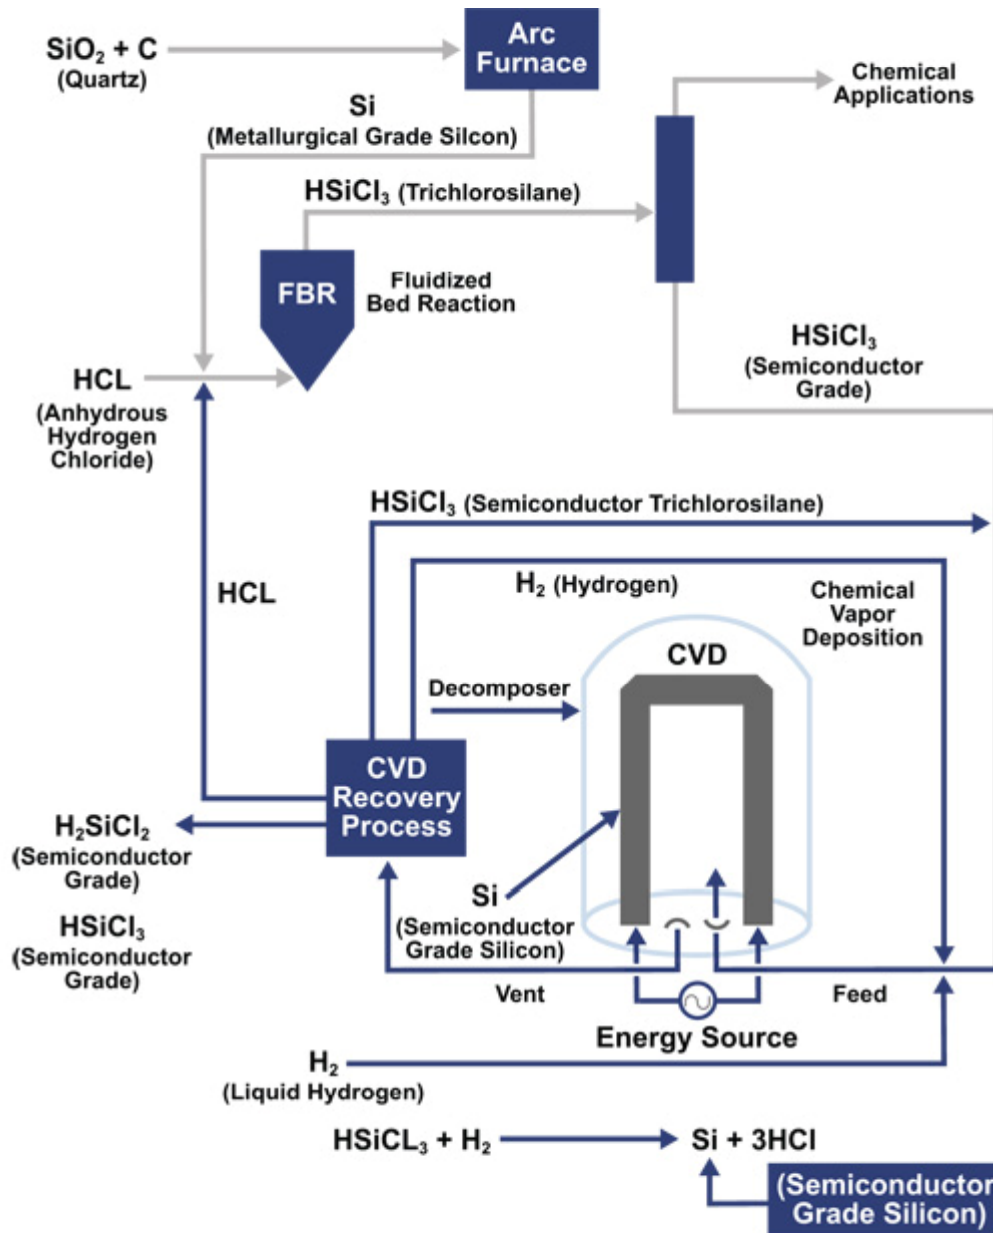 SiO₂ + C
(Quartz)
Arc
Furnace
Chemical
Applications
Si
(Metallurgical Grade Silcon)
HSiCl₃ (Trichlorosilane)
FBR
Fluidized
Bed Reaction
HSiCl₃
(Semiconductor
Grade)
HCL
(Anhydrous
Hydrogen
Chloride)
HSiCl₃ (Semiconductor Trichlorosilane)
H₂ (Hydrogen)
HCL
Chemical
Vapor
Deposition
CVD
Decomposer
CVD
Recovery
Process
H₂SiCl₂
(Semiconductor
Grade)
HSiCl₃
(Semiconductor
Grade)
Si
(Semiconductor
Grade Silicon)
Vent
Feed
Energy Source
H₂
(Liquid Hydrogen)
HSiCL₃ + H₂
Si + 3HCl
(Semiconductor
Grade Silicon)